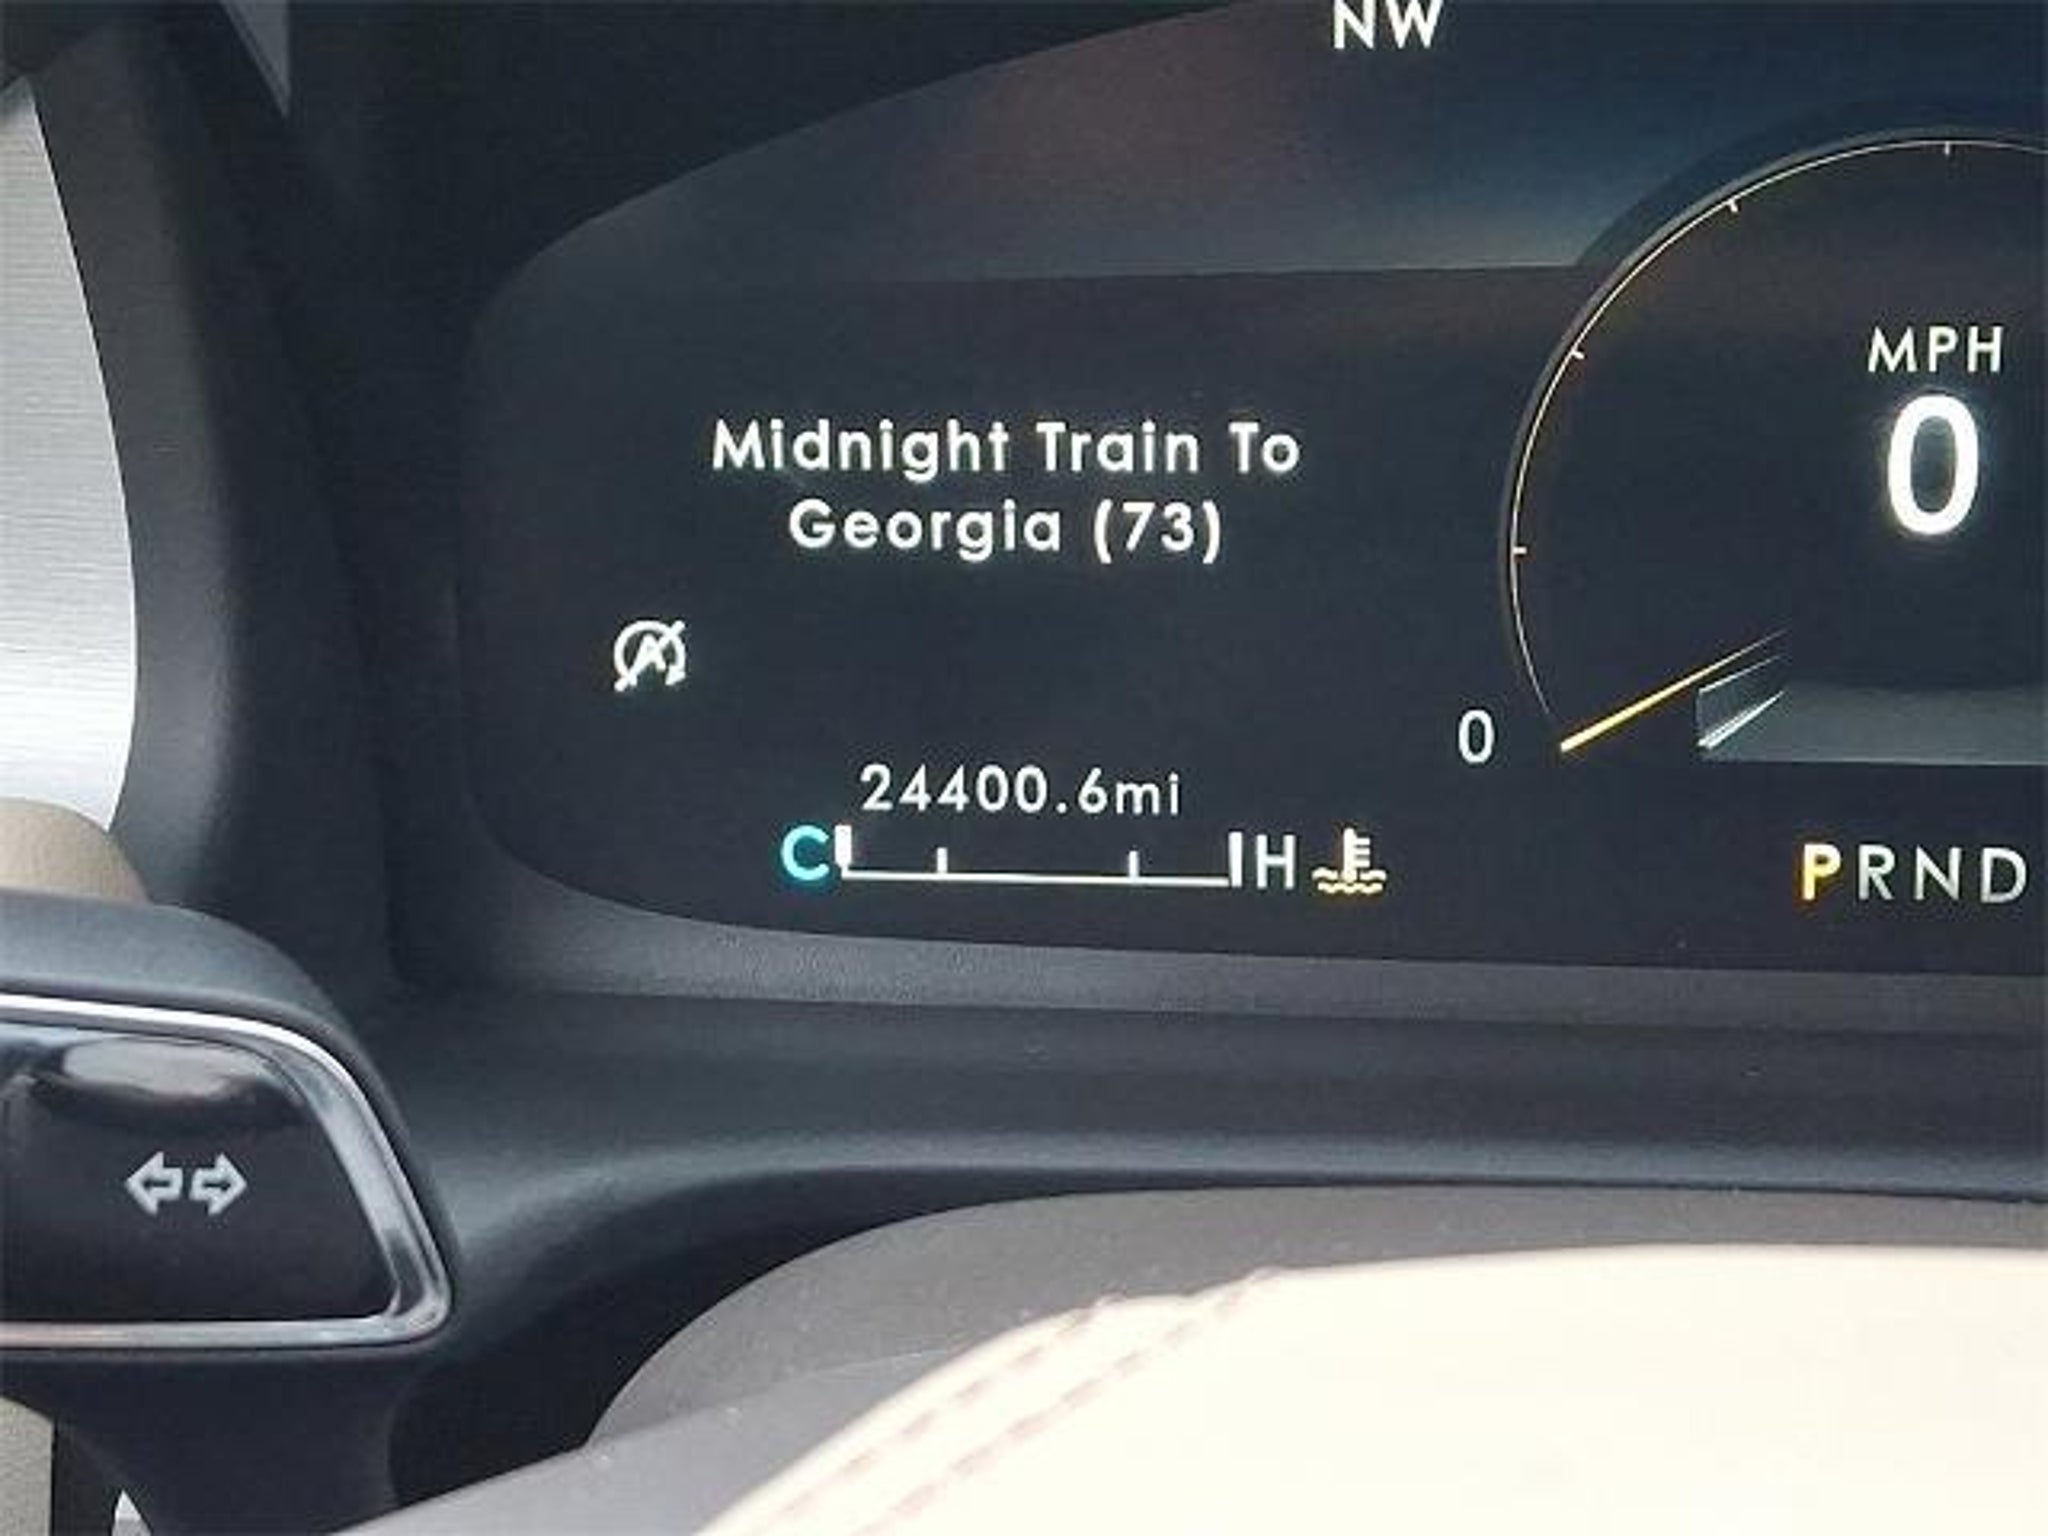 NW
MPH
0
Midnight Train To
Georgia (73)
0
24400.6mi
C H
PRND